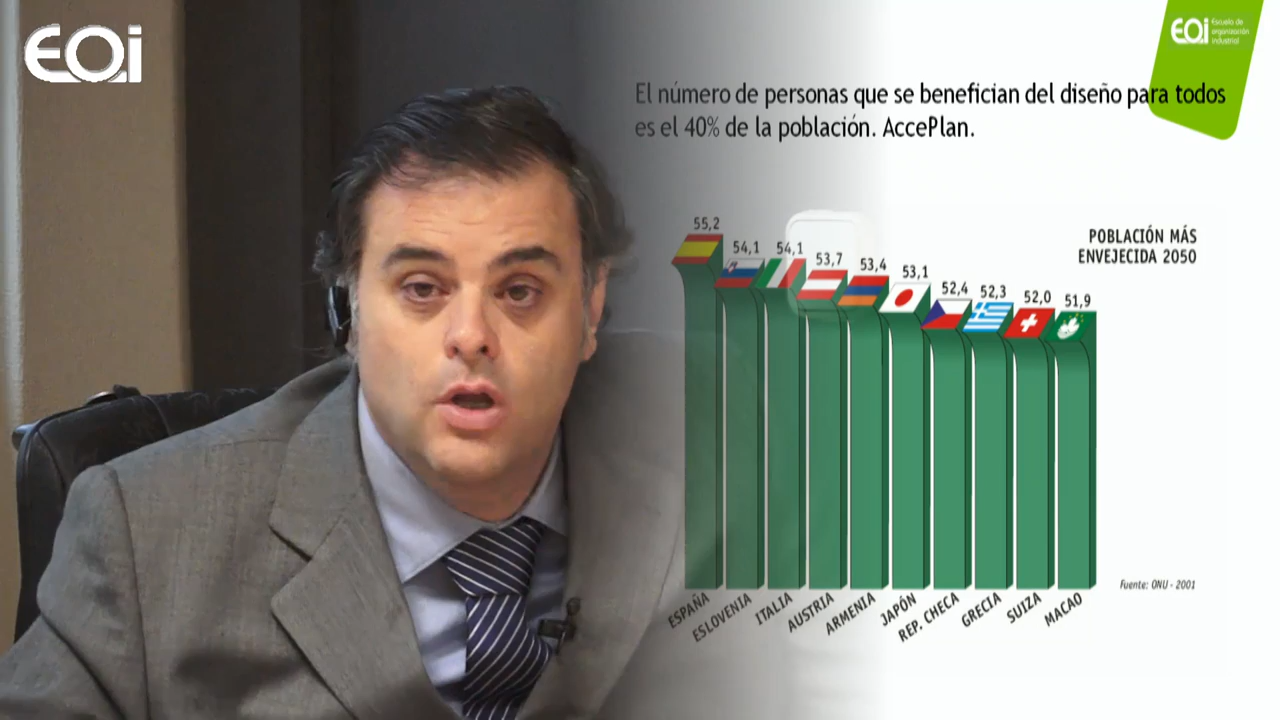 EOi
EOi
Escuela de
organización
industrial
El número de personas que se benefician del diseño para todos
es el 40% de la población. AccePlan.
POBLACIÓN MÁS
ENVEJECIDA 2050
55,2
54,1
54,1
53,7
53,4
53,1
52,4
52,3
52,0
51,9
Fuente: ONU - 2001
ESPAÑA
ESLOVENIA
ITALIA
AUSTRIA
ARMENIA
JAPÓN
REP. CHECA
GRECIA
SUIZA
MACAO